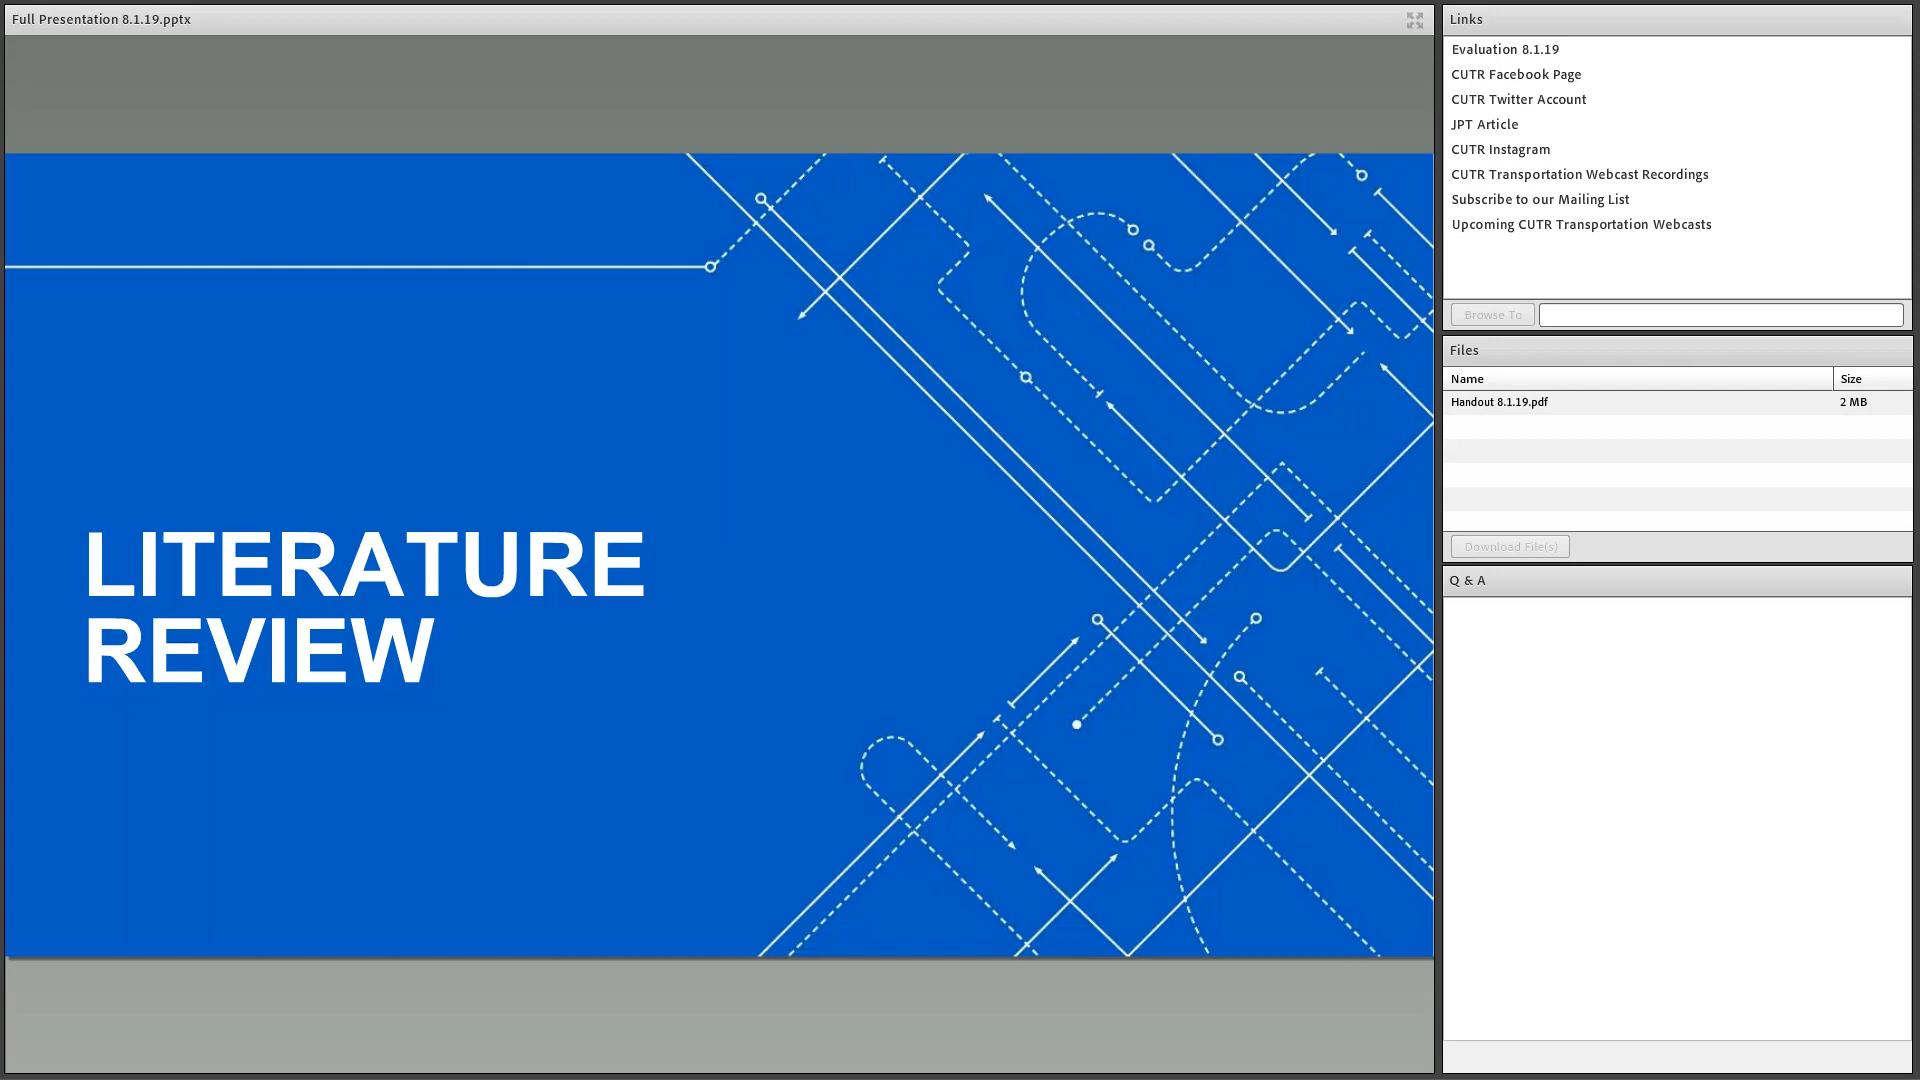 Full Presentation 8.1.19.pptx
LITERATURE
REVIEW
Links
Evaluation 8.1.19
CUTR Facebook Page
CUTR Twitter Account
JPT Article
CUTR Instagram
CUTR Transportation Webcast Recordings
Subscribe to our Mailing List
Upcoming CUTR Transportation Webcasts
Browse To
Files
Name Size
Handout 8.1.19.pdf 2 MB
Download File(s)
Q & A